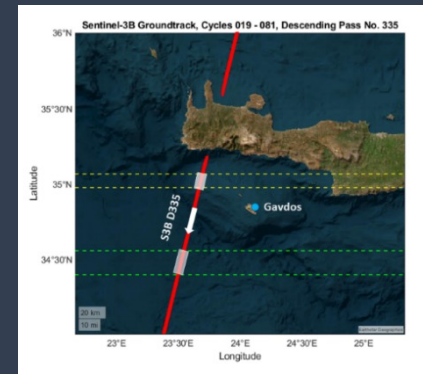 Sentinel-3B Groundtrack, Cycles 019 - 081, Descending Pass No. 335
36°N
35°30'N
35°N
34°30'N
Latitude
S3B D335
Gavdos
20 km
10 mi
23°E
23°30'E
24°E
24°30'E
25°E
Longitude